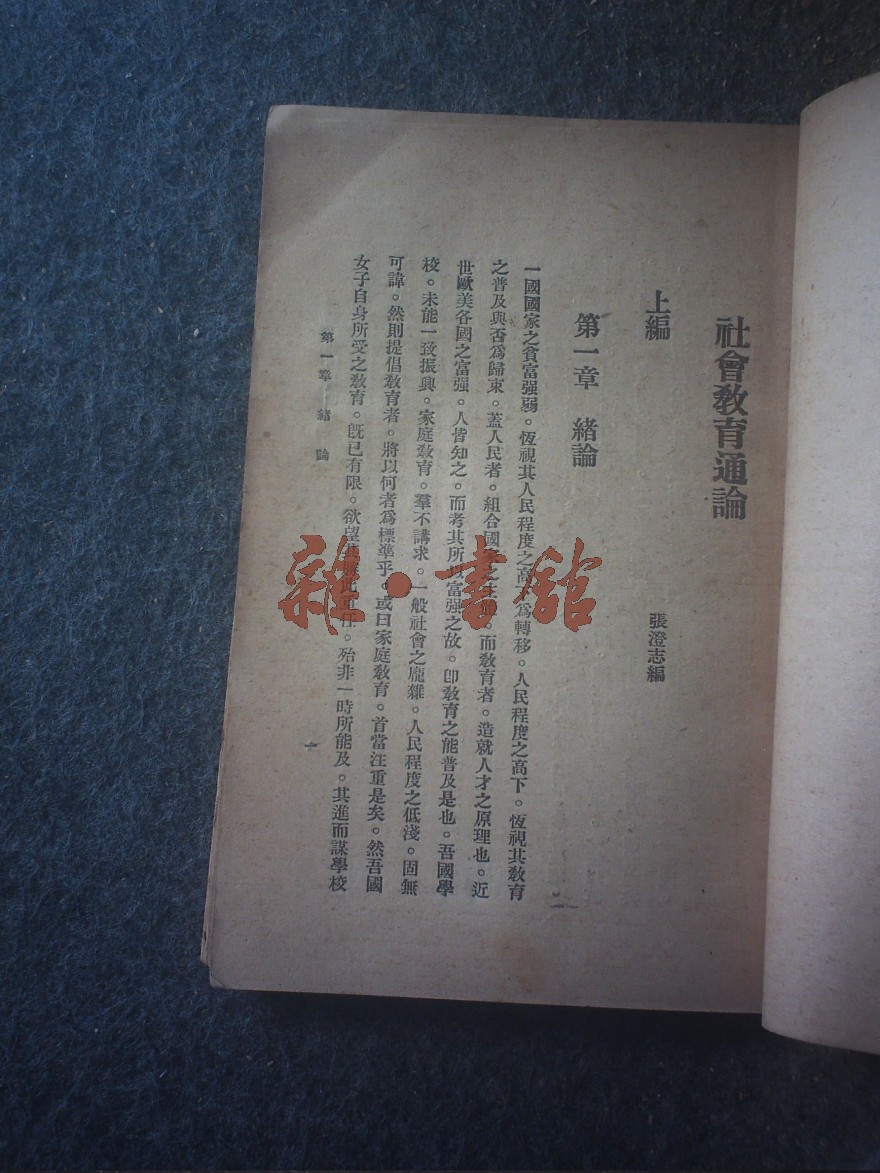 社會教育通論
上編
張澄志編
第一章　緒論
一國國家之貧富强弱。恆視其人民程度之高下爲轉移。人民程度之高下。恆視其教育
之普及與否爲歸束。蓋人民者。組合國家之主體。而教育者。造就人才之原理也。近
世歐美各國之富强。人皆知之。而考其所以富强之故。卽教育之能普及是也。吾國學
校。未能一致振興。家庭教育。羣不講求。一般社會之龐雜。人民程度之低淺。固無
可諱。然則提倡教育者。將以何者爲標準乎。或曰家庭教育。首當注重是矣。然吾國
女子自身所受之教育。旣已有限。欲望其勝此重任。殆非一時所能及。其進而謀學校
第一章　緒論
一
雜·書館